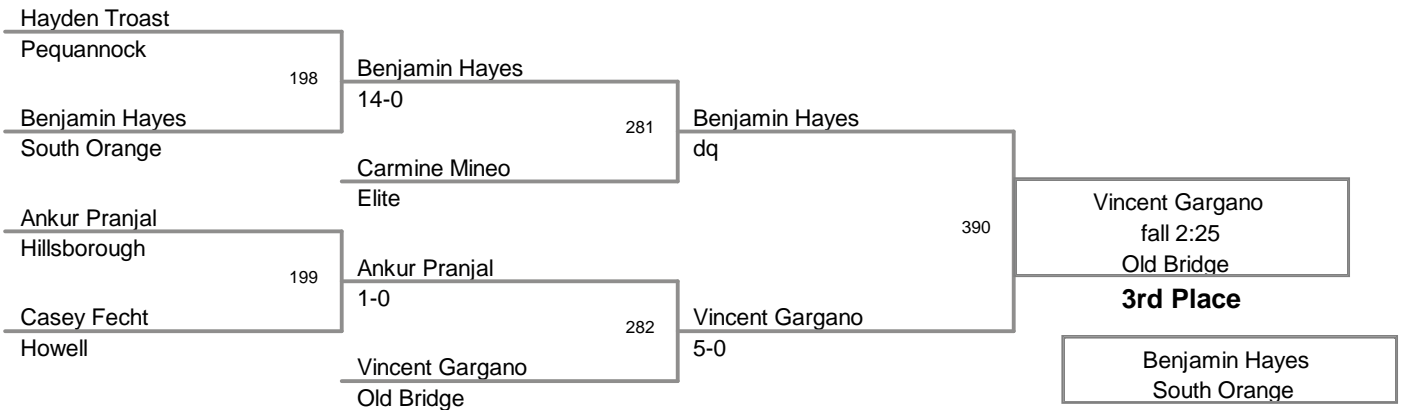 Hayden Troast
Pequannock
198
Benjamin Hayes
14-0
Benjamin Hayes
South Orange
281
Benjamin Hayes
dq
Carmine Mineo
Elite
Ankur Pranjal
Hillsborough
199
Ankur Pranjal
1-0
Casey Fecht
Howell
282
Vincent Gargano
5-0
Vincent Gargano
Old Bridge
390
Vincent Gargano
fall 2:25
Old Bridge
3rd Place
Benjamin Hayes
South Orange